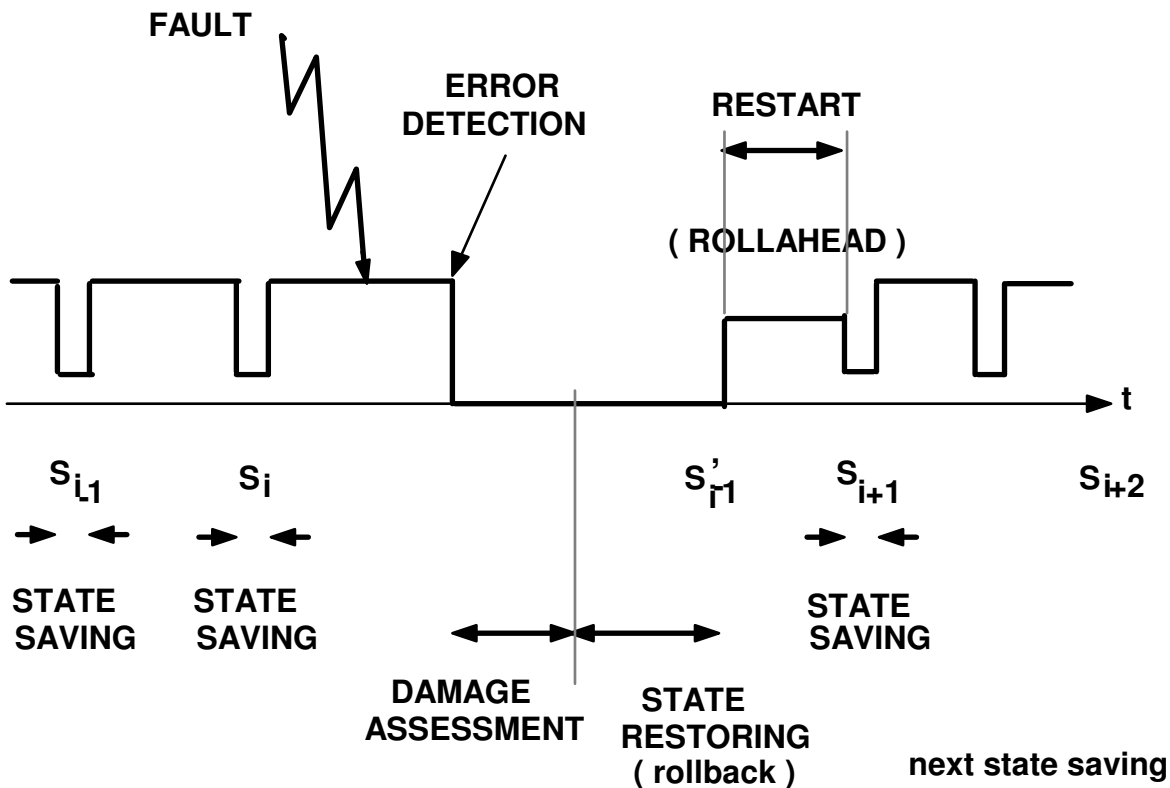 FAULT
ERROR
DETECTION
RESTART
( ROLLAHEAD )
t
S i-1
S i
S' i-1
S i+1
S i+2
STATE
SAVING
STATE
SAVING
STATE
SAVING
DAMAGE
ASSESSMENT
STATE
RESTORING
( rollback )
next state saving